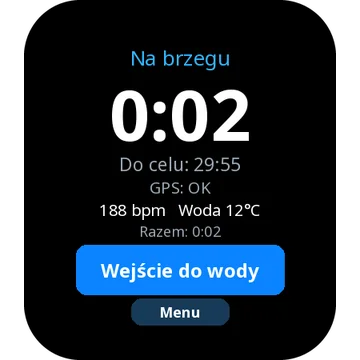 Na brzegu
0:02
Do celu: 29:55
GPS: OK
188 bpm Woda 12°C
Razem: 0:02
Wejście do wody
Menu